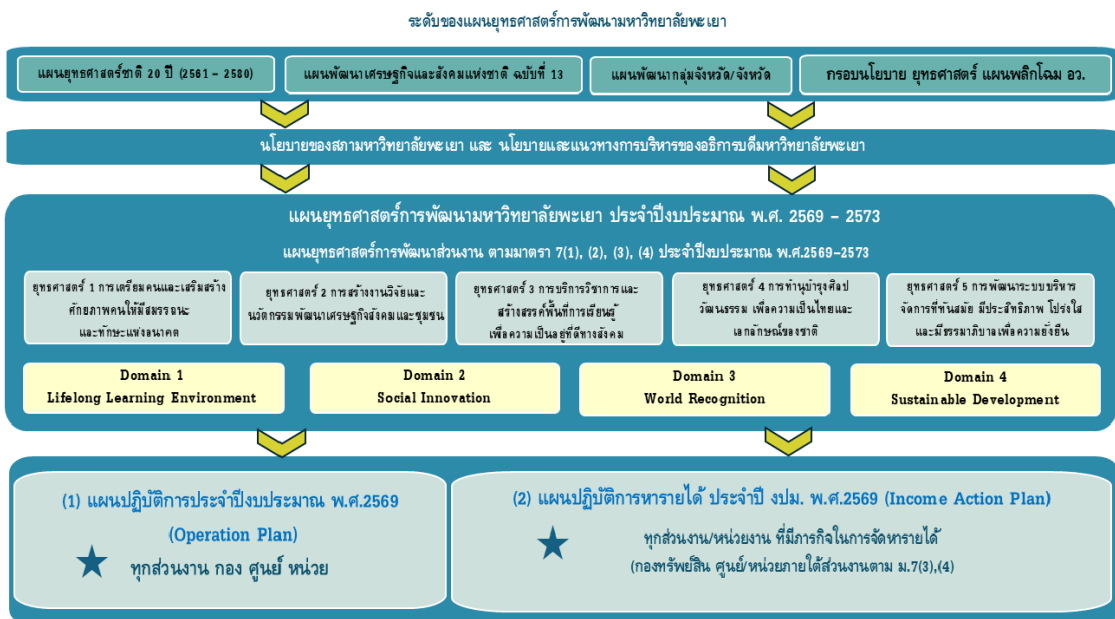 ระดับของแผนยุทธศาสตร์การพัฒนามหาวิทยาลัยพะเยา
แผนยุทธศาสตร์ชาติ 20 ปี (2561 – 2580)
แผนพัฒนาเศรษฐกิจและสังคมแห่งชาติ ฉบับที่ 13
แผนพัฒนากลุ่มจังหวัด/จังหวัด
กรอบนโยบาย ยุทธศาสตร์ แผนพลิกโฉม อว.
นโยบายของสภามหาวิทยาลัยพะเยา และ นโยบายและแนวทางการบริหารของอธิการบดีมหาวิทยาลัยพะเยา
แผนยุทธศาสตร์การพัฒนามหาวิทยาลัยพะเยา ประจำปีงบประมาณ พ.ศ. 2569 – 2573
แผนยุทธศาสตร์การพัฒนาส่วนงาน ตามมาตรา 7(1), (2), (3), (4) ประจำปีงบประมาณ พ.ศ.2569–2573
ยุทธศาสตร์ 1 การเตรียมคนและเสริมสร้าง
ศักยภาพคนให้มีสมรรถนะ
และทักษะแห่งอนาคต
ยุทธศาสตร์ 2 การสร้างงานวิจัยและ
นวัตกรรมพัฒนาเศรษฐกิจสังคมและชุมชน
ยุทธศาสตร์ 3 การบริการวิชาการและ
สร้างสรรค์พื้นที่การเรียนรู้
เพื่อความเป็นอยู่ที่ดีทางสังคม
ยุทธศาสตร์ 4 การทำนุบำรุงศิลป
วัฒนธรรม เพื่อความเป็นไทยและ
เอกลักษณ์ของชาติ
ยุทธศาสตร์ 5 การพัฒนาระบบบริหาร
จัดการที่ทันสมัย มีประสิทธิภาพ โปร่งใส
และมีธรรมาภิบาลเพื่อความยั่งยืน
Domain 1
Lifelong Learning Environment
Domain 2
Social Innovation
Domain 3
World Recognition
Domain 4
Sustainable Development
(1) แผนปฏิบัติการประจำปีงบประมาณ พ.ศ.2569
(Operation Plan)
ทุกส่วนงาน กอง ศูนย์ หน่วย
(2) แผนปฏิบัติการหารายได้ ประจำปี งปม. พ.ศ.2569 (Income Action Plan)
ทุกส่วนงาน/หน่วยงาน ที่มีภารกิจในการจัดหารายได้
(กองทรัพย์สิน ศูนย์/หน่วยภายใต้ส่วนงานตาม ม.7(3),(4)